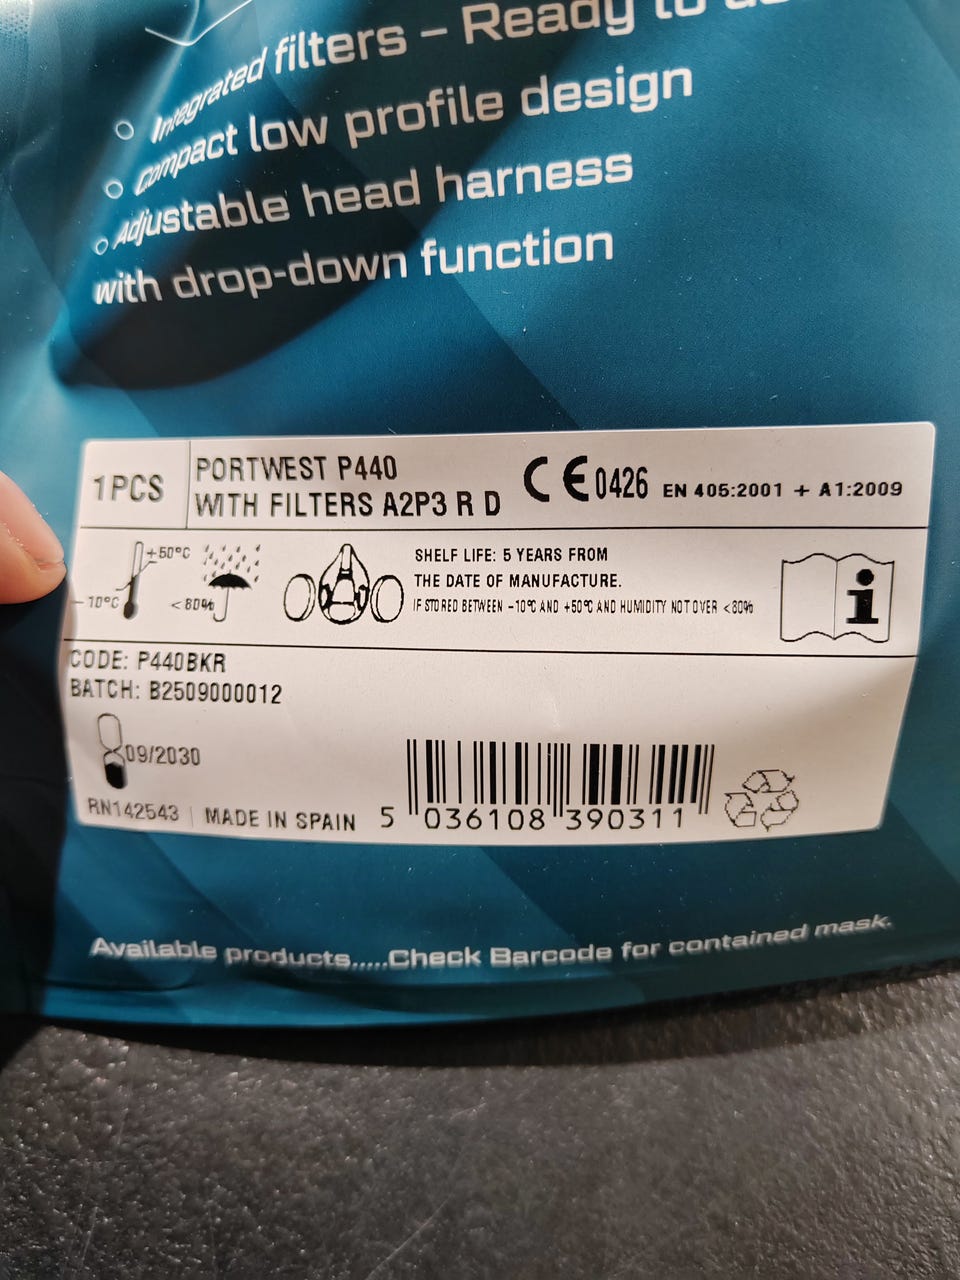 Integrated filters – Ready to
Compact low profile design
Adjustable head harness
with drop-down function
1PCS
PORTWEST P440
WITH FILTERS A2P3 R D
CE 0426 EN 405:2001 + A1:2009
+50°C
-10°C
<80%
SHELF LIFE: 5 YEARS FROM
THE DATE OF MANUFACTURE.
IF STORED BETWEEN -10°C AND +50°C AND HUMIDITY NOT OVER <80%
i
CODE: P440BKR
BATCH: B2509000012
09/2030
RN142543 MADE IN SPAIN
5 036108 390311
Available products.....Check Barcode for contained mask.